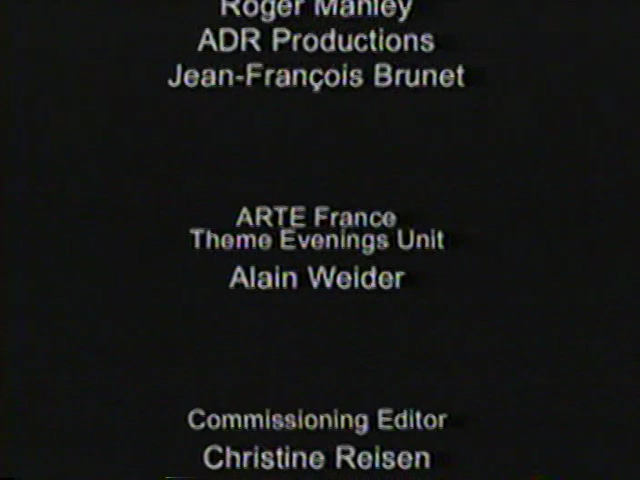 Roger Manley
ADR Productions
Jean-François Brunet
ARTE France
Theme Evenings Unit
Alain Weider
Commissioning Editor
Christine Reisen